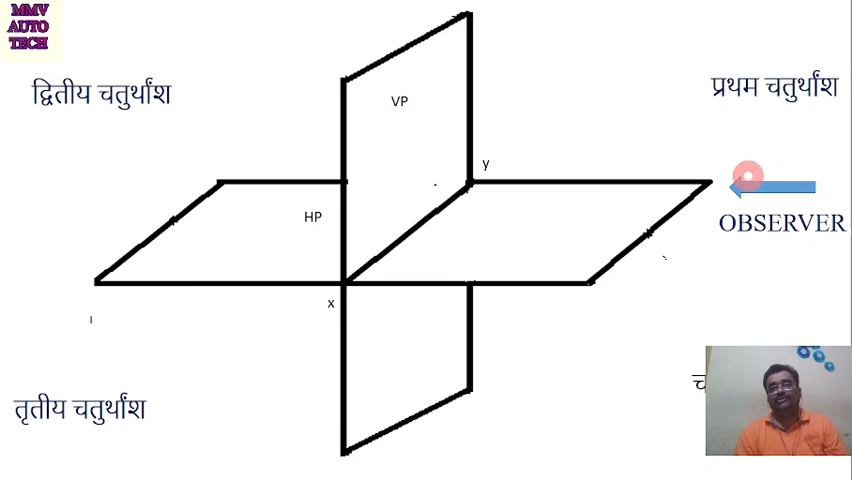 MMV
AUTO
TECH
द्वितीय चतुर्थांश
प्रथम चतुर्थांश
VP
y
HP
OBSERVER
x
तृतीय चतुर्थांश